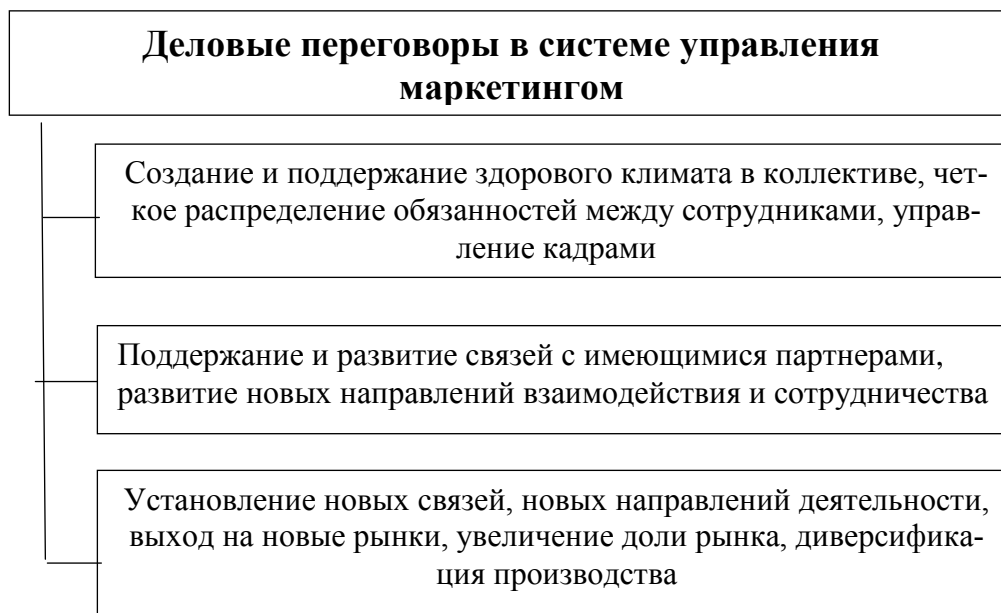 Деловые переговоры в системе управления
маркетингом
Создание и поддержание здорового климата в коллективе, чет-
кое распределение обязанностей между сотрудниками, управ-
ление кадрами
Поддержание и развитие связей с имеющимися партнерами,
развитие новых направлений взаимодействия и сотрудничества
Установление новых связей, новых направлений деятельности,
выход на новые рынки, увеличение доли рынка, диверсифика-
ция производства